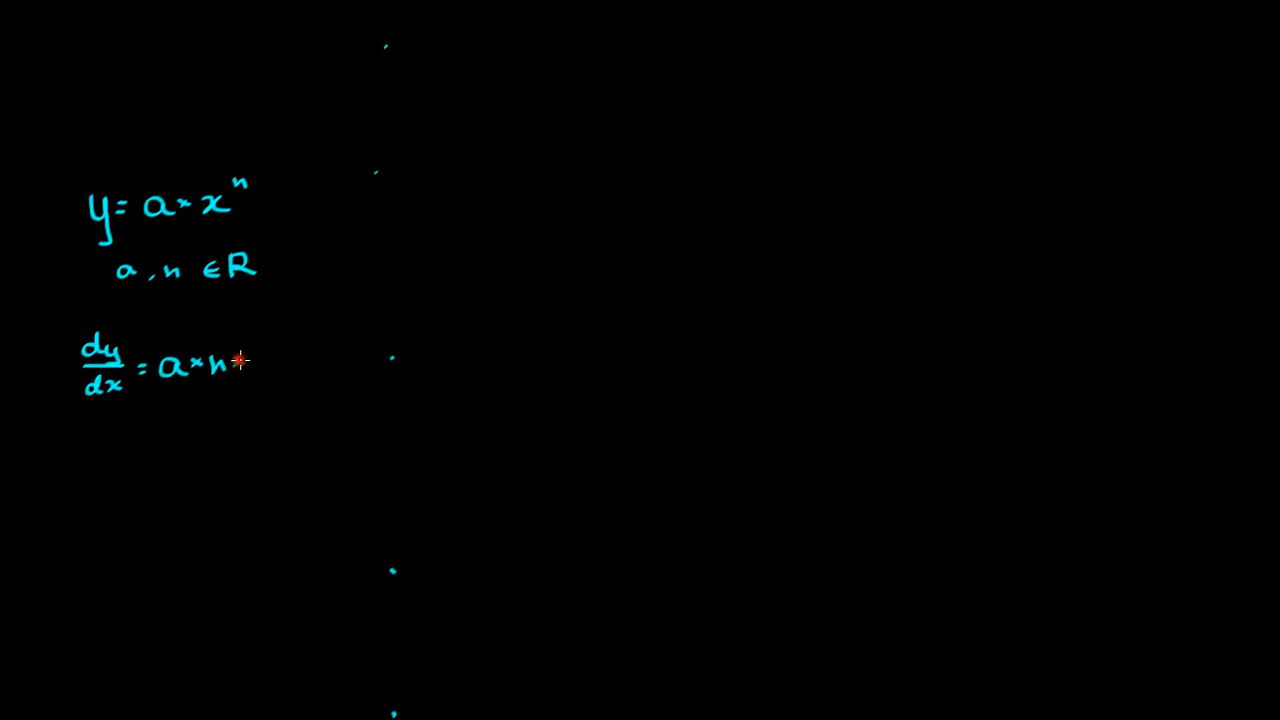 y = a * x^n
a, n ∈ R
dy/dx = a * n